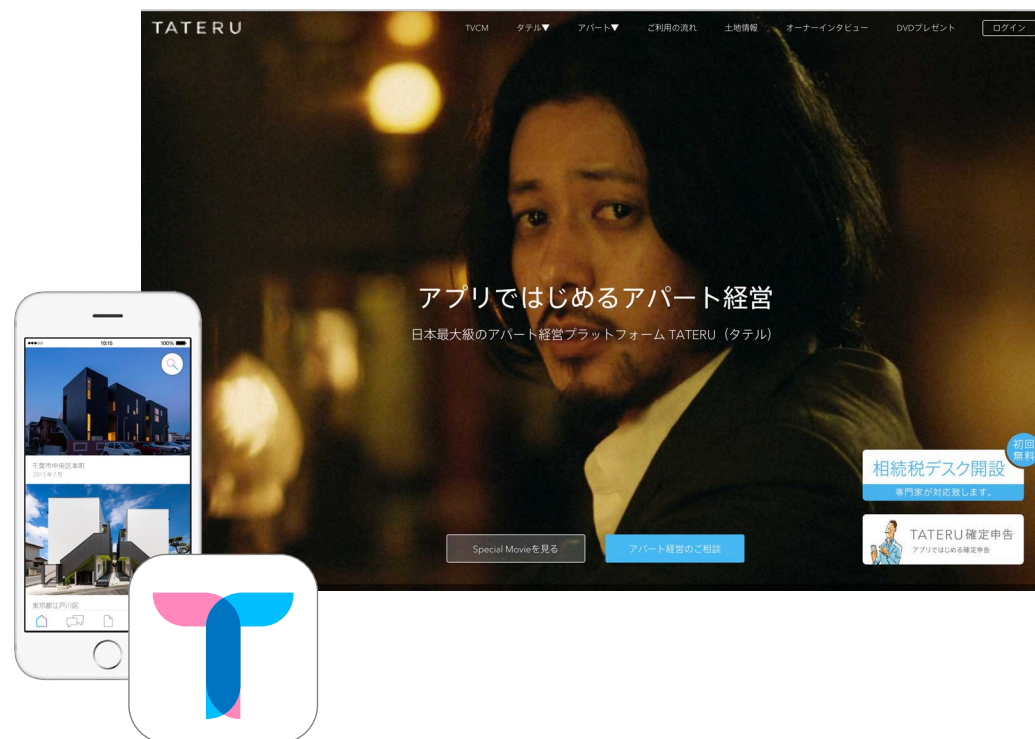 TATERU
TVCM タテル▼ アパート▼ ご利用の流れ 土地情報 オーナーインタビュー DVDプレゼント ログイン
アプリではじめるアパート経営
日本最大級のアパート経営プラットフォーム TATERU（タテル）
10:15 100%
千葉市中央区本町
2015年7月
東京都江戸川区
初回
無料
相続税デスク開設
専門家が対応致します。
TATERU確定申告
アプリではじめる確定申告
Special Movieを見る
アパート経営のご相談